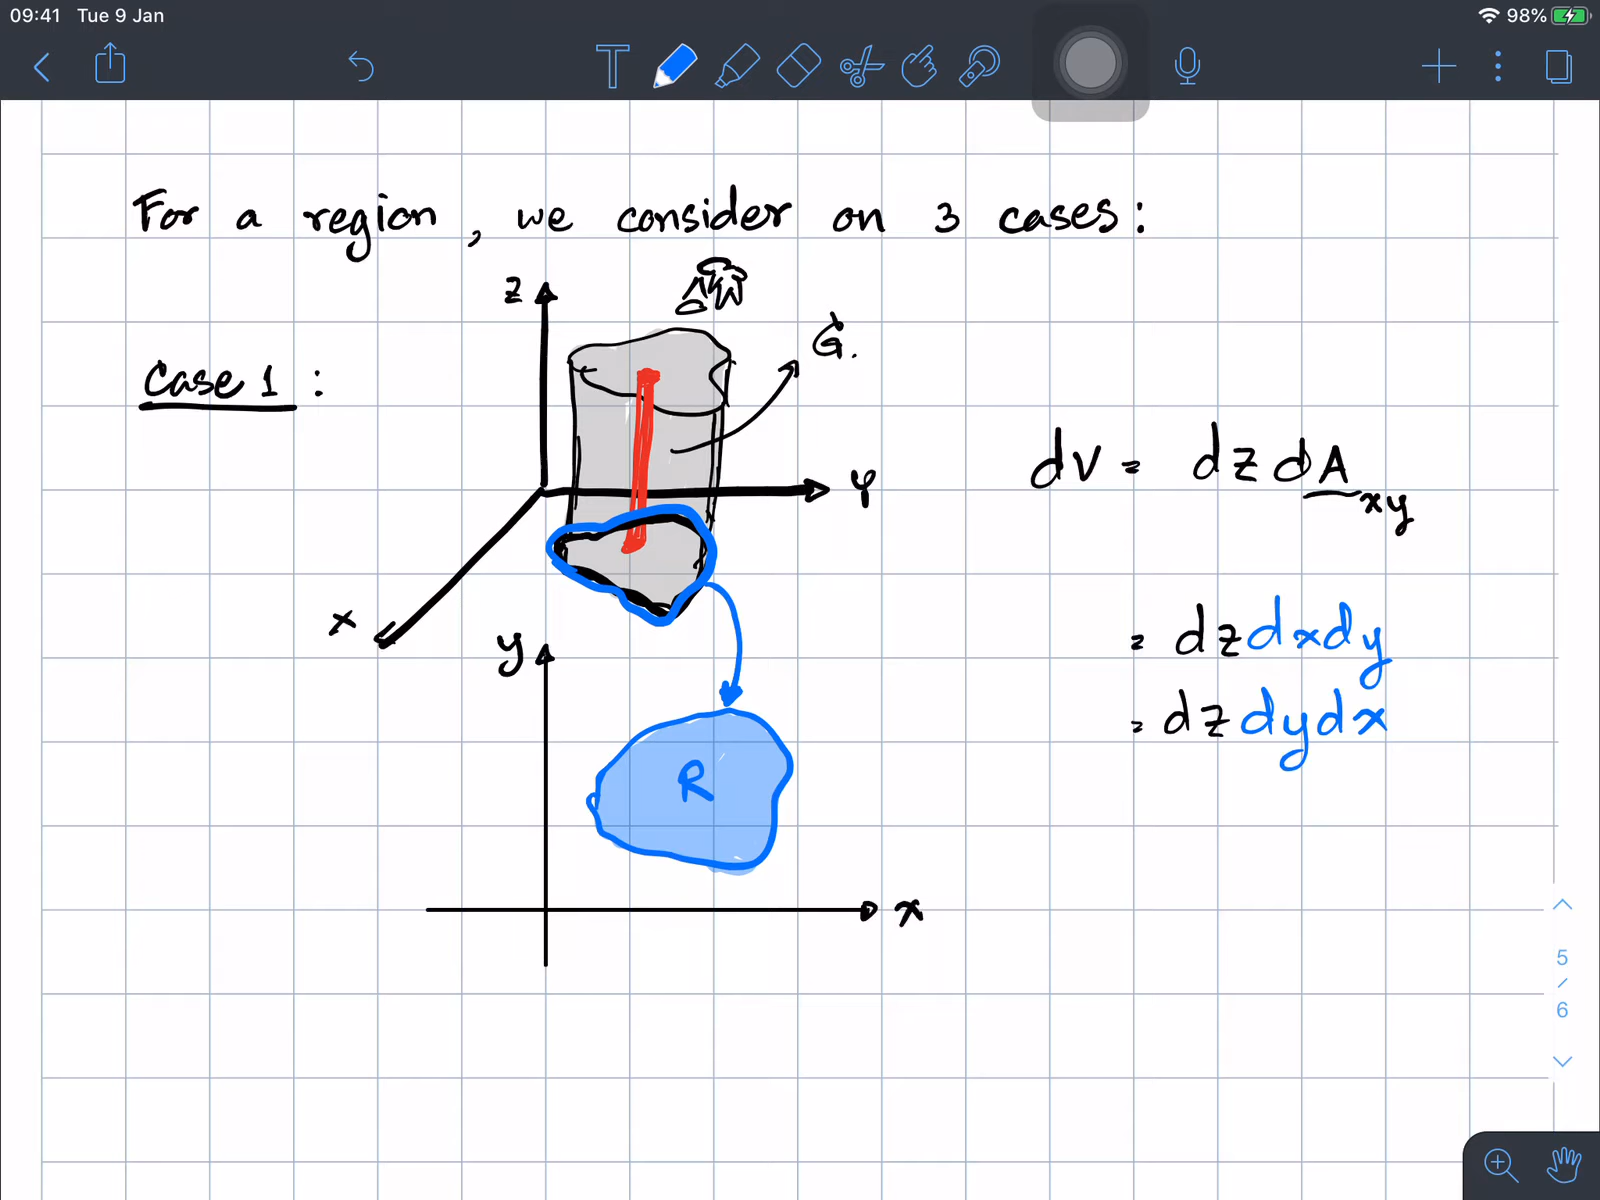 09:41 Tue 9 Jan
98%
T
For a region, we consider on 3 cases:
z
G.
Case 1 :
y
dV = dz dA xy
x
y
= dz dx dy
= dz dy dx
R
x
5
/
6